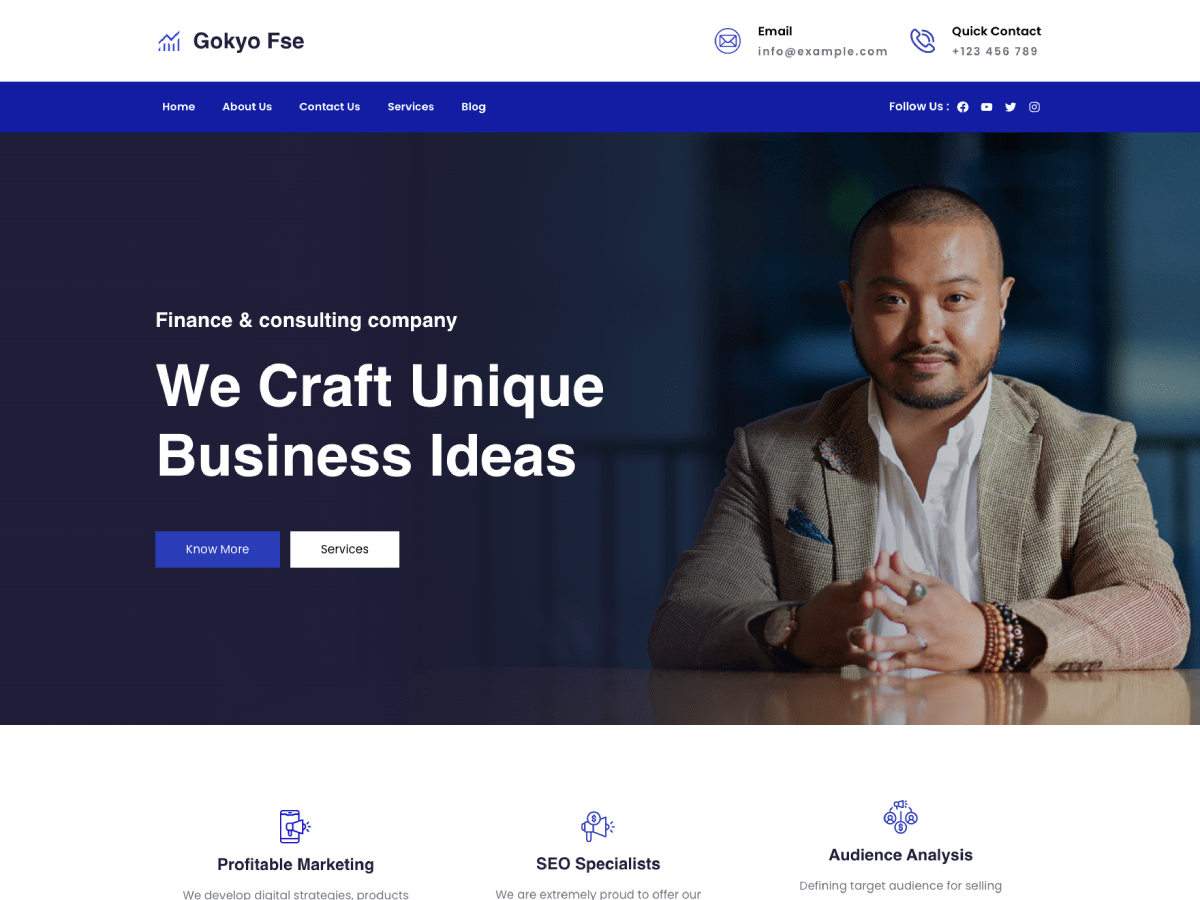 Gokyo Fse
Email
info@example.com
Quick Contact
+123 456 789
Home
About Us
Contact Us
Services
Blog
Follow Us :
Finance & consulting company
We Craft Unique
Business Ideas
Know More
Services
Profitable Marketing
We develop digital strategies, products
SEO Specialists
We are extremely proud to offer our
Audience Analysis
Defining target audience for selling